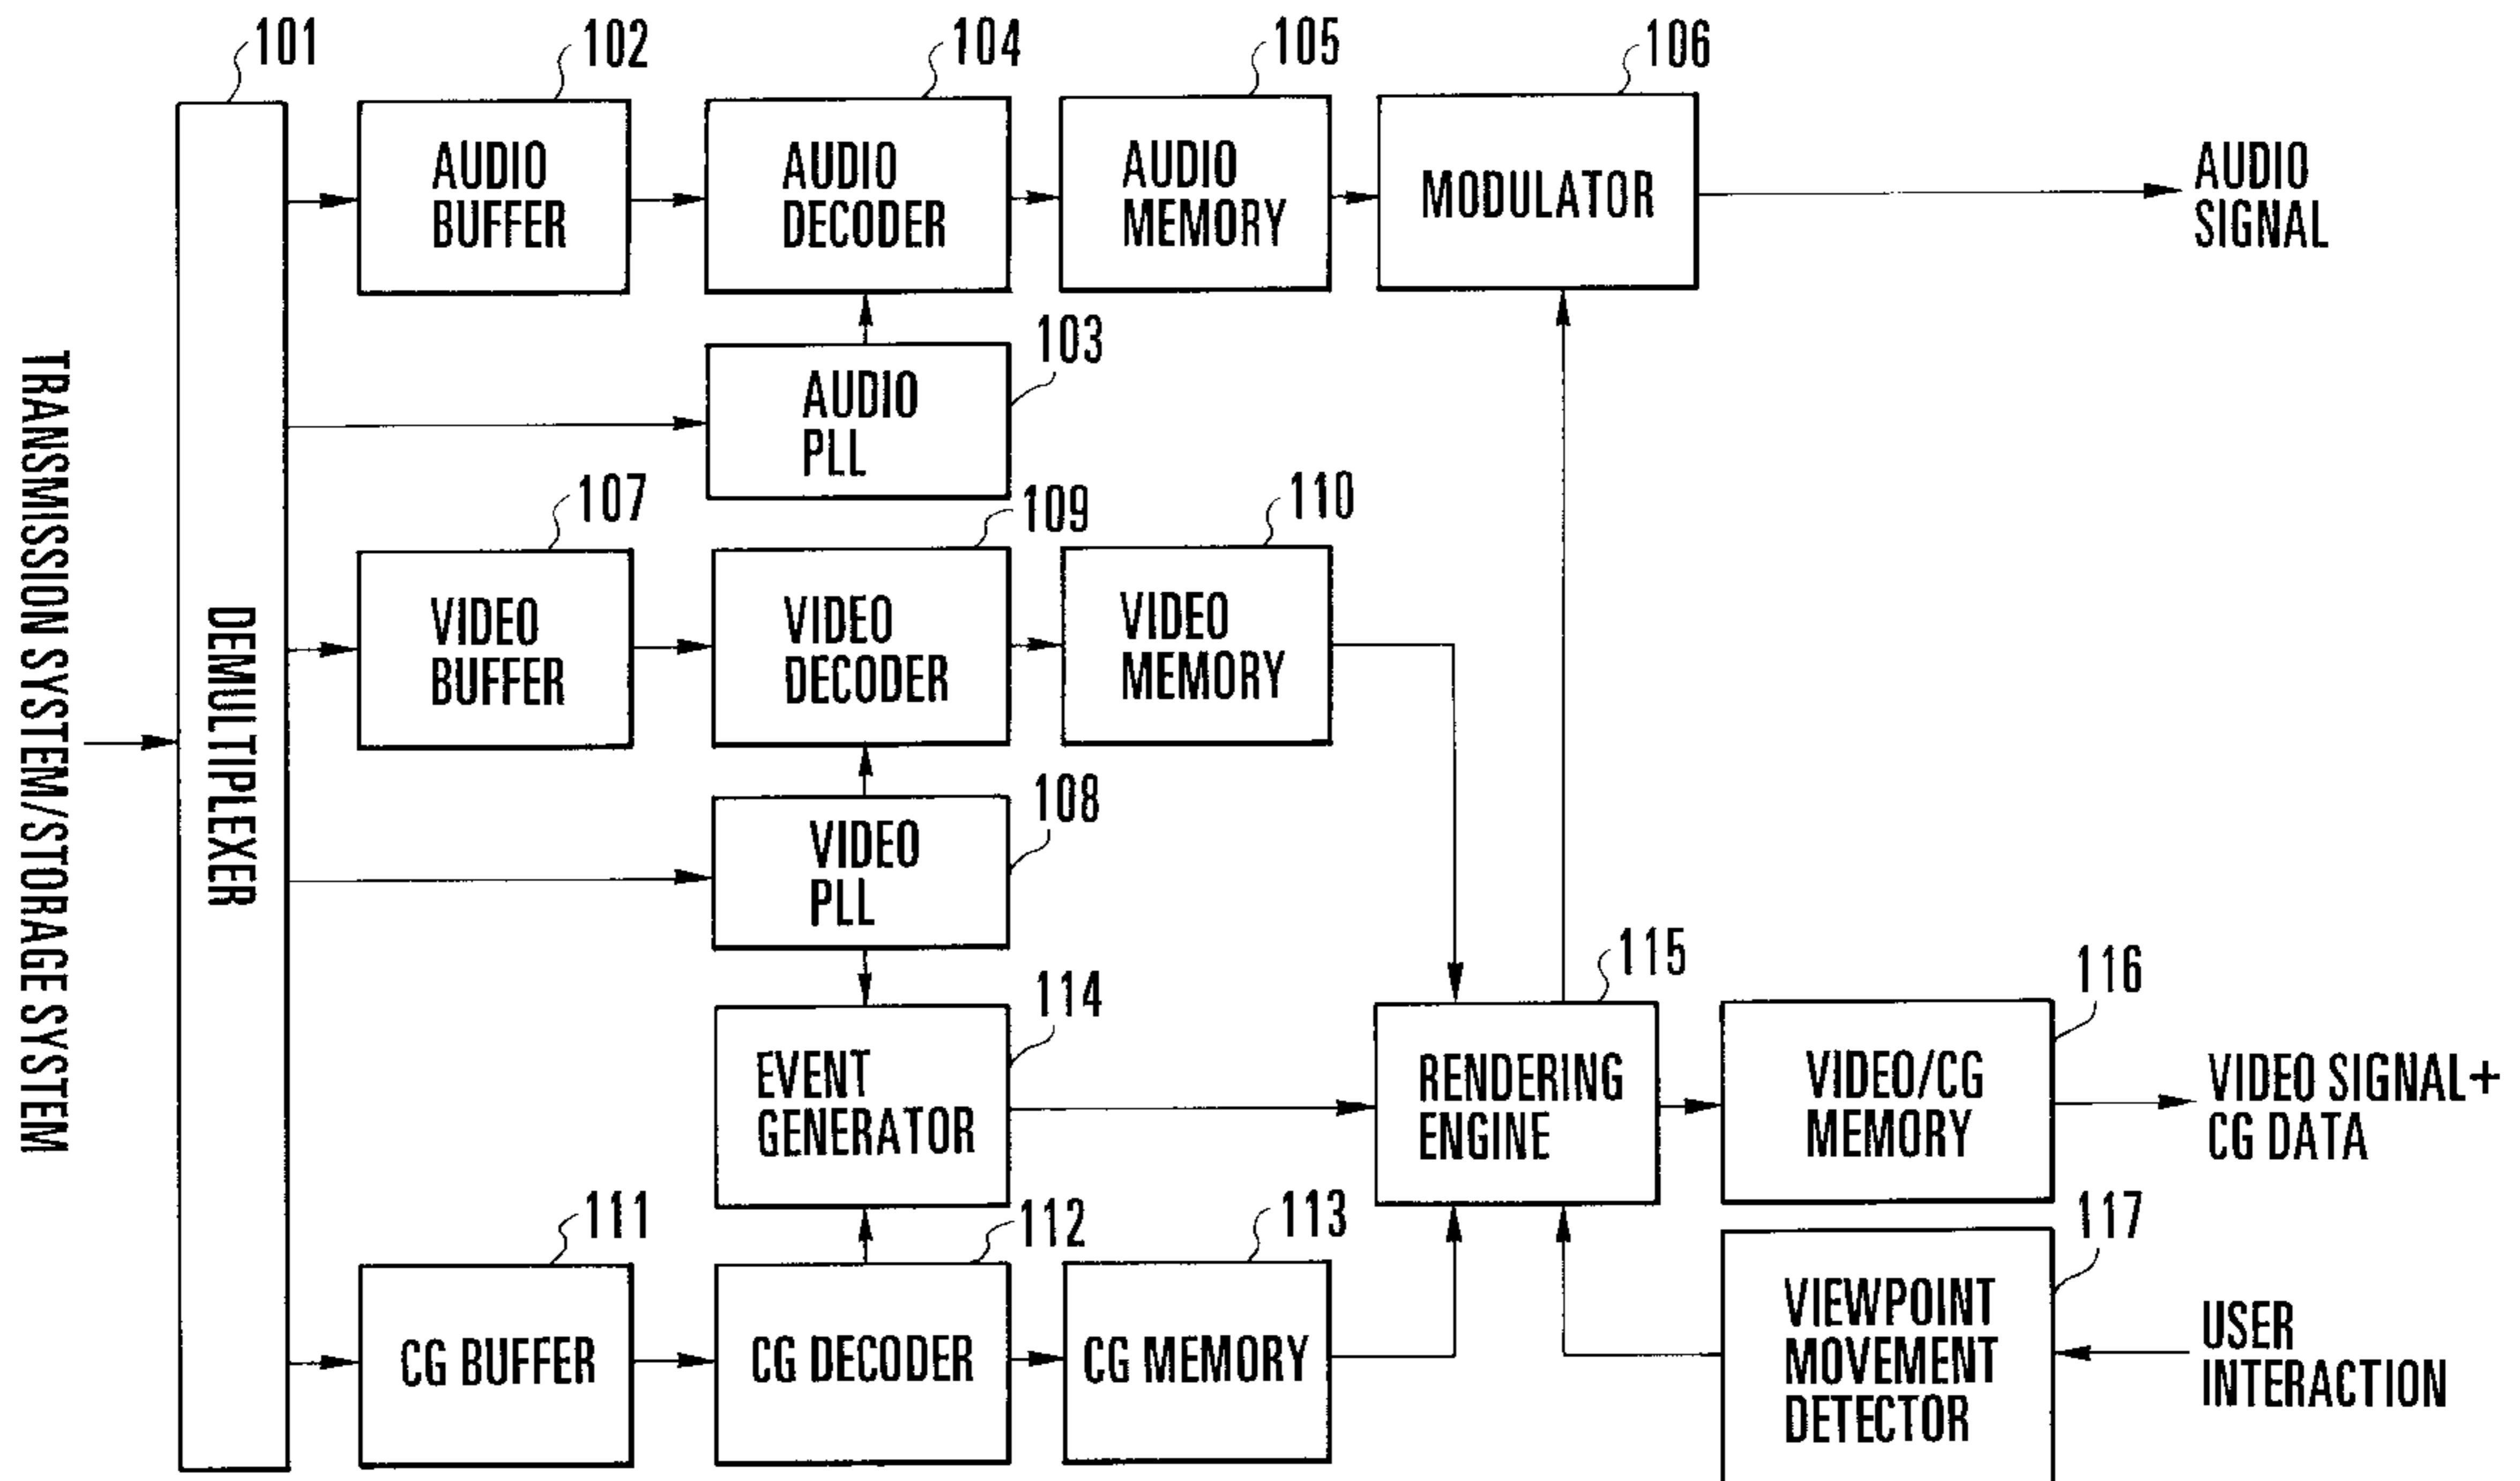 101
102
104
105
106
AUDIO
BUFFER
AUDIO
DECODER
AUDIO
MEMORY
MODULATOR
AUDIO
SIGNAL
103
AUDIO
PLL
TRANSMISSION SYSTEM/STORAGE SYSTEM
DEMULTIPLEXER
107
109
110
VIDEO
BUFFER
VIDEO
DECODER
VIDEO
MEMORY
108
VIDEO
PLL
114
115
116
EVENT
GENERATOR
RENDERING
ENGINE
VIDEO/CG
MEMORY
VIDEO SIGNAL+
CG DATA
111
112
113
117
CG BUFFER
CG DECODER
CG MEMORY
VIEWPOINT
MOVEMENT
DETECTOR
USER
INTERACTION